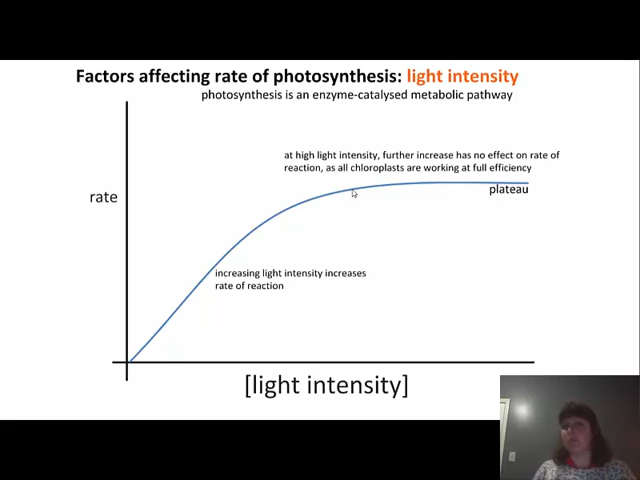 Factors affecting rate of photosynthesis: light intensity
photosynthesis is an enzyme-catalysed metabolic pathway
at high light intensity, further increase has no effect on rate of
reaction, as all chloroplasts are working at full efficiency
rate
plateau
increasing light intensity increases
rate of reaction
[light intensity]